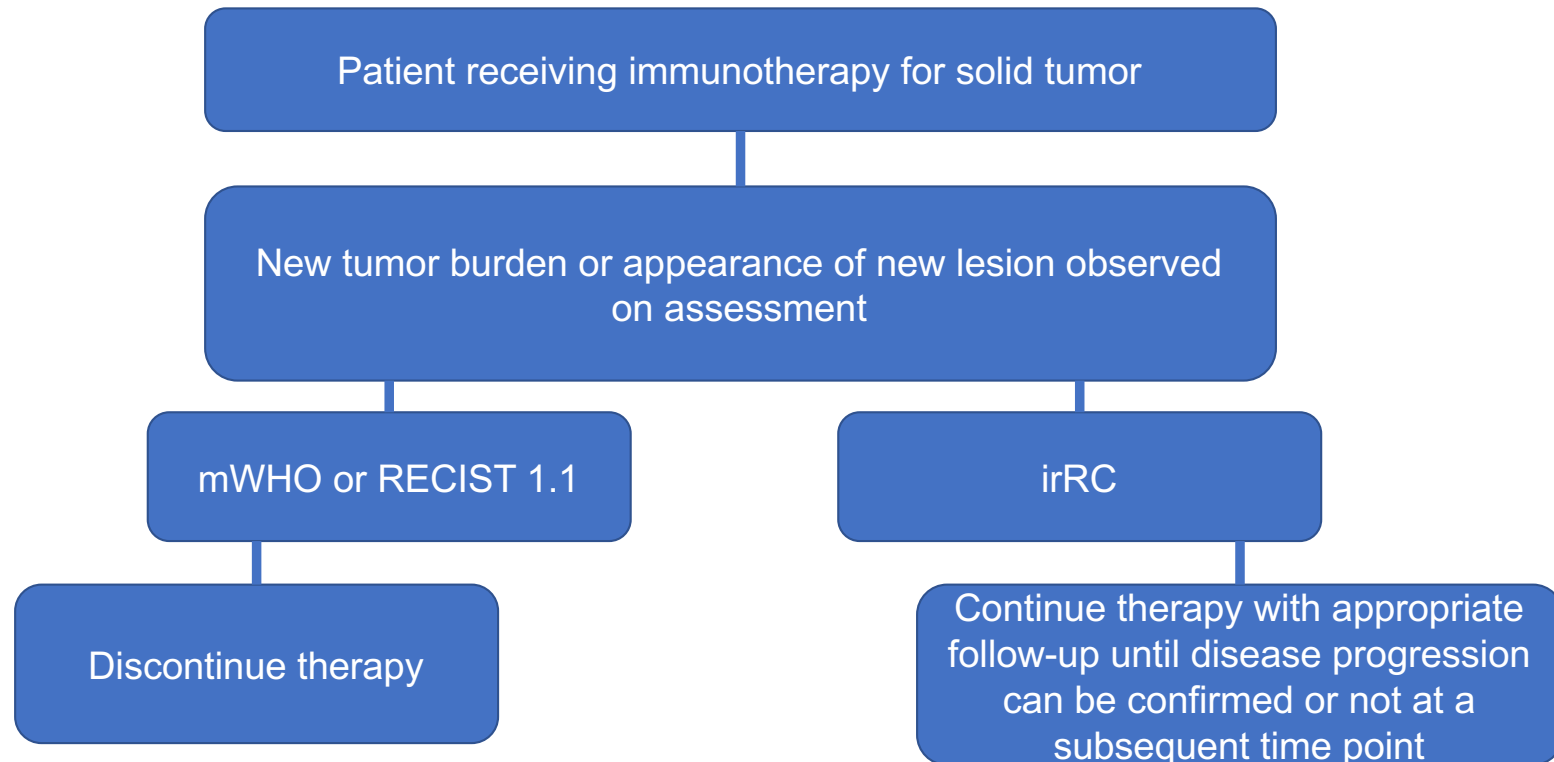 Patient receiving immunotherapy for solid tumor
New tumor burden or appearance of new lesion observed
on assessment
mWHO or RECIST 1.1
irRC
Discontinue therapy
Continue therapy with appropriate
follow-up until disease progression
can be confirmed or not at a
subsequent time point